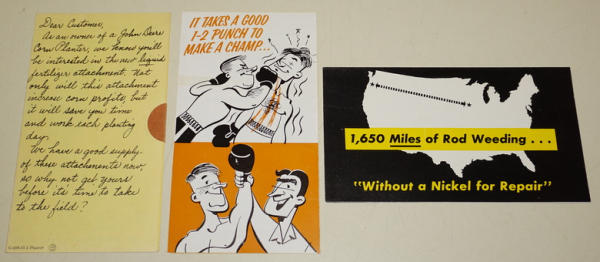 Dear Customer,
As an owner of a John Deere
Corn Planter, we know you'll
be interested in the new liquid
fertilizer attachment. Not
only will this attachment
increase corn profits, but
it will save you time
and work each planting
day.
We have a good supply
of these attachments now,
so why not get yours
before it's time to take
to the field?
IT TAKES A GOOD
1-2 PUNCH TO
MAKE A CHAMP...
1,650 Miles of Rod Weeding . . .
"Without a Nickel for Repair"